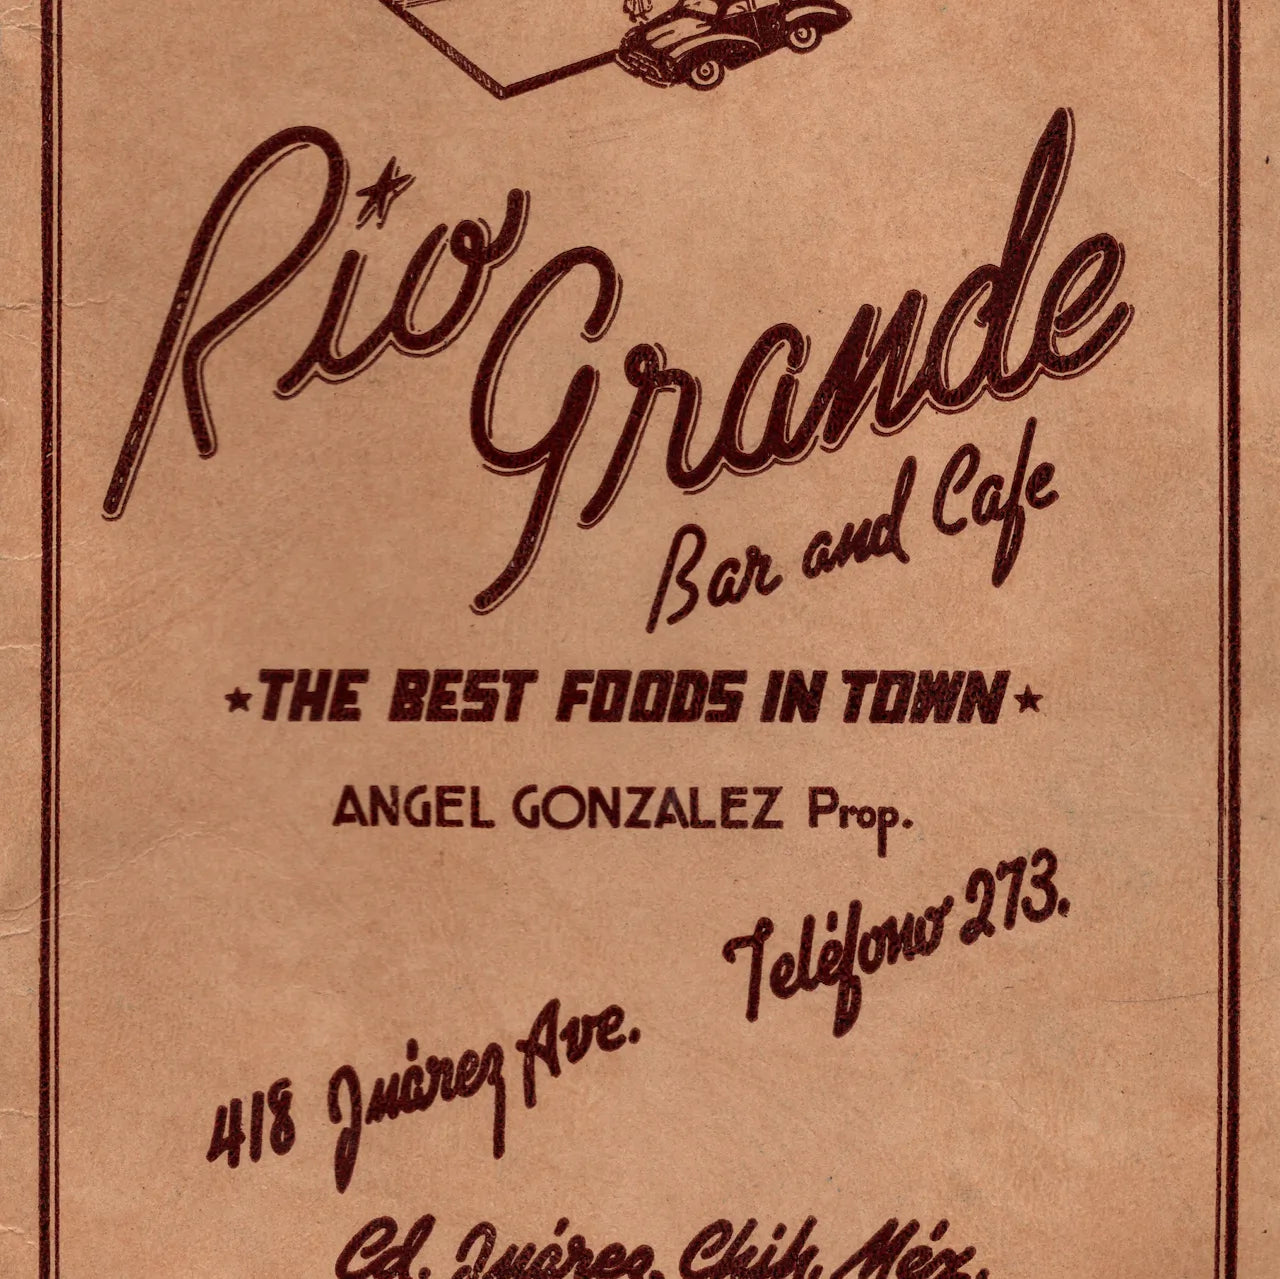 Rio
Grande
Bar and Cafe
THE BEST FOODS IN TOWN
ANGEL GONZALEZ Prop.
Teléfono 273.
418 Juárez Ave.
Cd. Juárez, Chih. Méx.